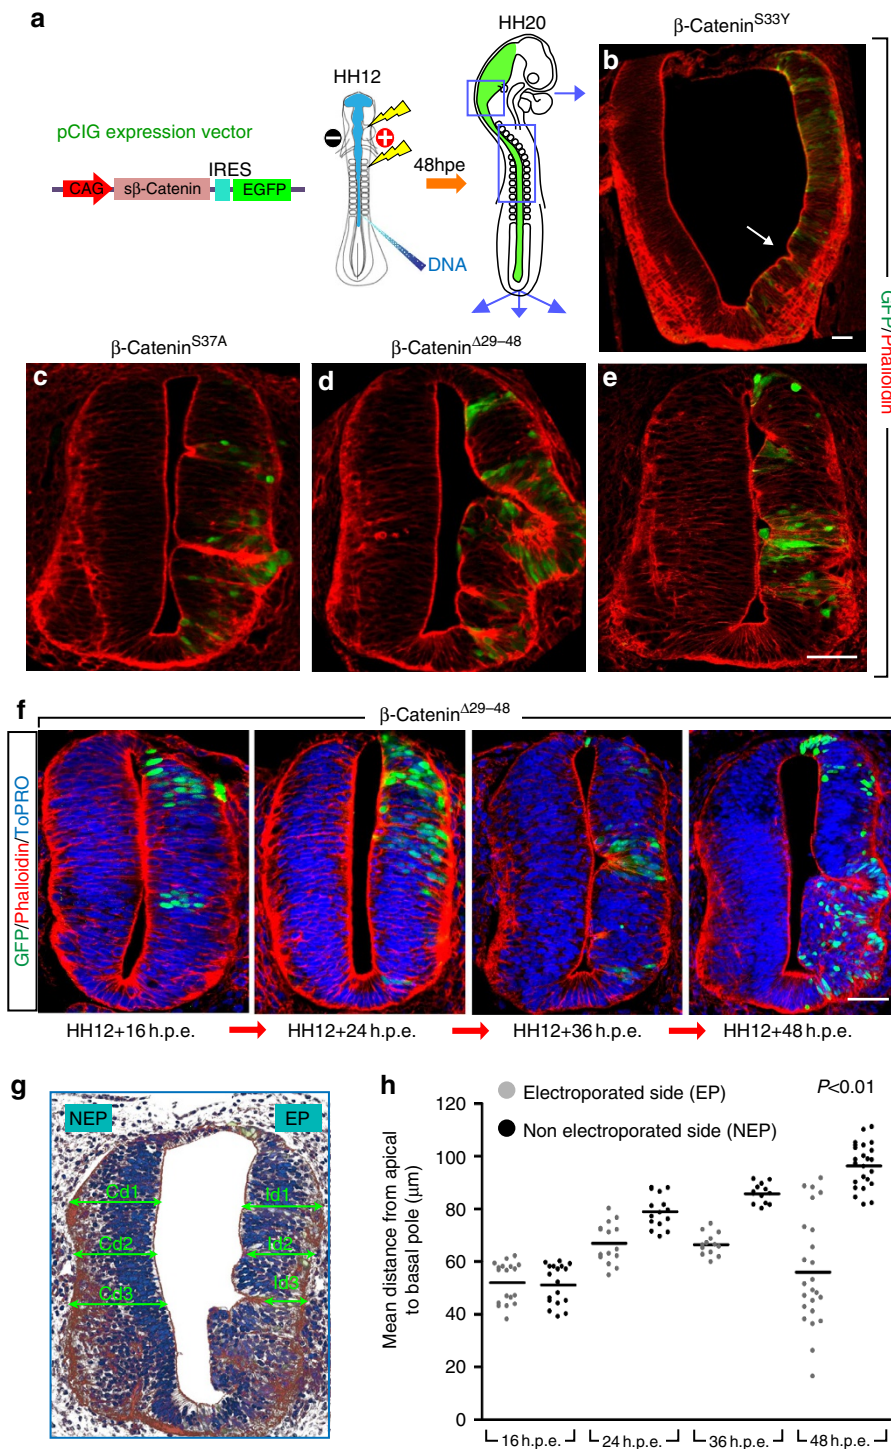 a
HH20
β-Catenin^S33Y
HH12
b
pCIG expression vector
− +
IRES
CAG sβ-Catenin EGFP
48hpe
DNA
GFP/Phalloidin
β-Catenin^S37A
β-Catenin^Δ29–48
c
d
e
f
β-Catenin^Δ29–48
GFP/Phalloidin/ToPRO
HH12+16 h.p.e.
HH12+24 h.p.e.
HH12+36 h.p.e.
HH12+48 h.p.e.
g
NEP
EP
Cd1
Id1
Cd2
Id2
Cd3
Id3
h
Electroporated side (EP)
P<0.01
Non electroporated side (NEP)
Mean distance from apical
to basal pole (μm)
120
100
80
60
40
20
0
16 h.p.e.
24 h.p.e.
36 h.p.e.
48 h.p.e.